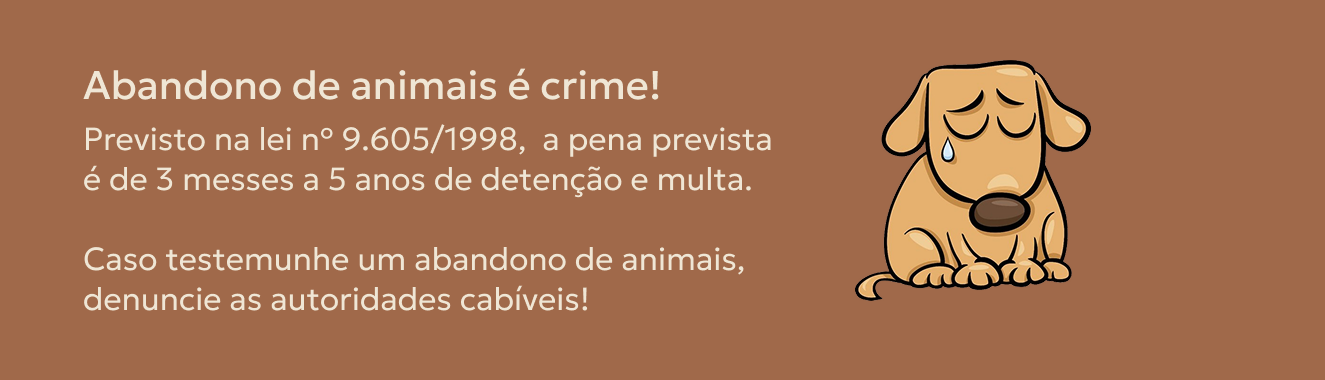 Abandono de animais é crime!
Previsto na lei nº 9.605/1998,  a pena prevista
é de 3 messes a 5 anos de detenção e multa.
Caso testemunhe um abandono de animais,
denuncie as autoridades cabíveis!